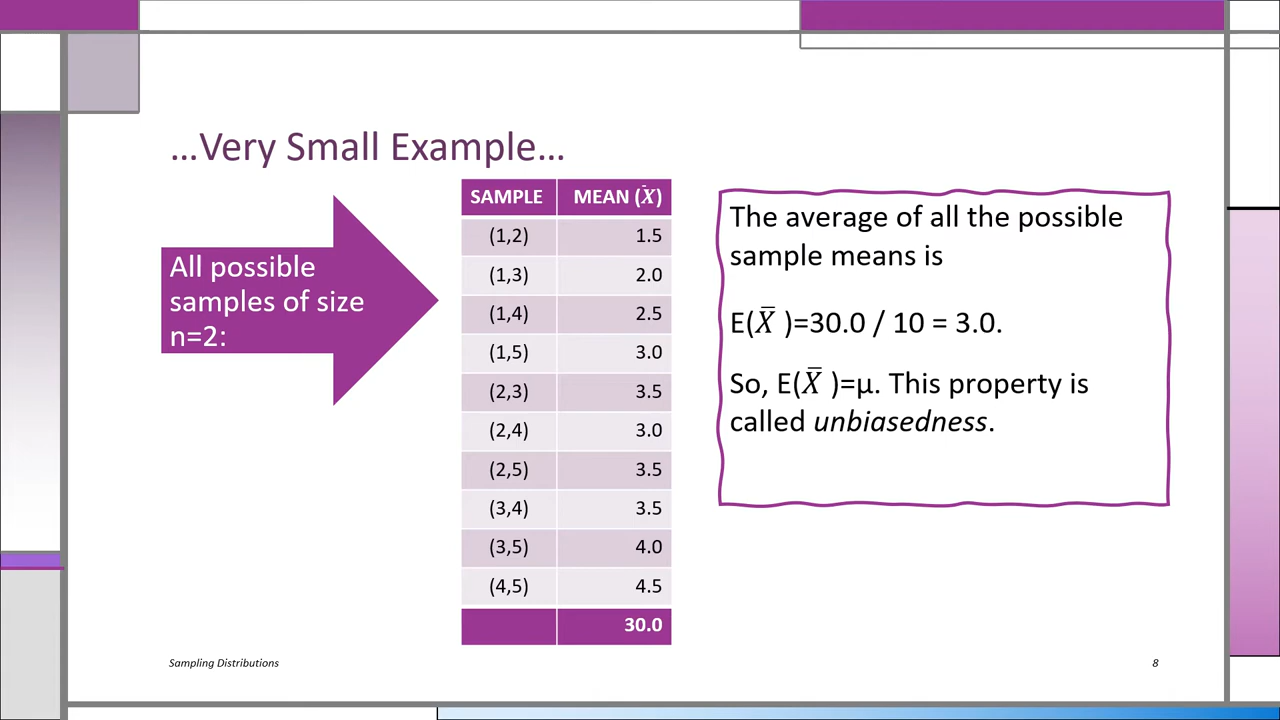 …Very Small Example…
All possible
samples of size
n=2:
SAMPLE MEAN (X̄)
(1,2) 1.5
(1,3) 2.0
(1,4) 2.5
(1,5) 3.0
(2,3) 3.5
(2,4) 3.0
(2,5) 3.5
(3,4) 3.5
(3,5) 4.0
(4,5) 4.5
30.0
The average of all the possible
sample means is
E(X̄ )=30.0 / 10 = 3.0.
So, E(X̄ )=μ. This property is
called unbiasedness.
Sampling Distributions
8